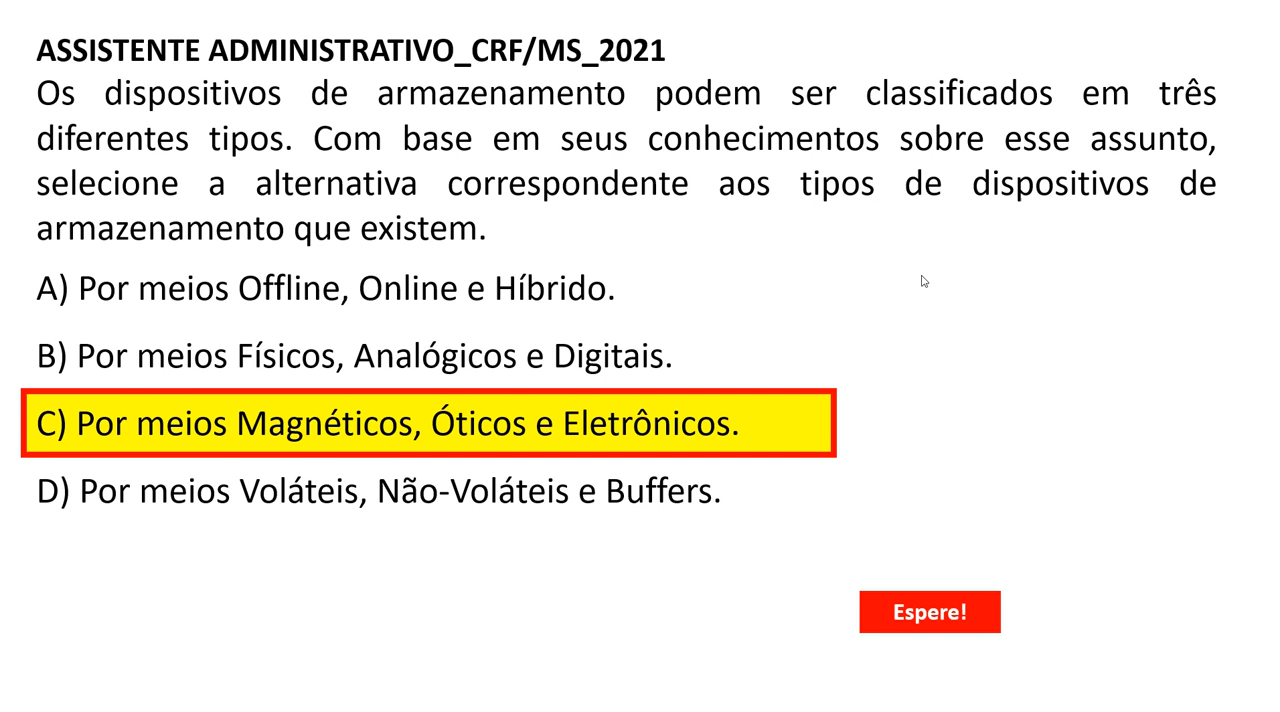 ASSISTENTE ADMINISTRATIVO_CRF/MS_2021
Os dispositivos de armazenamento podem ser classificados em três
diferentes tipos. Com base em seus conhecimentos sobre esse assunto,
selecione a alternativa correspondente aos tipos de dispositivos de
armazenamento que existem.
A) Por meios Offline, Online e Híbrido.
B) Por meios Físicos, Analógicos e Digitais.
C) Por meios Magnéticos, Óticos e Eletrônicos.
D) Por meios Voláteis, Não-Voláteis e Buffers.
Espere!